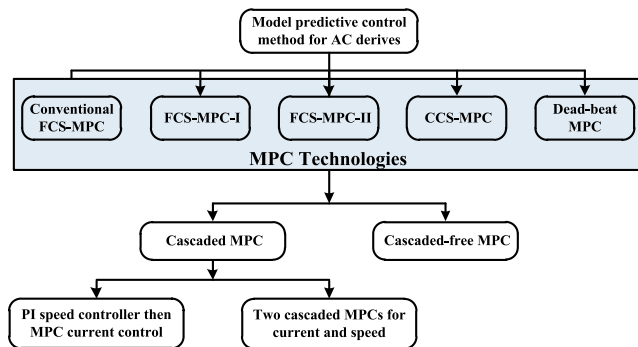 Model predictive control
method for AC derives
Conventional
FCS-MPC
FCS-MPC-I
FCS-MPC-II
CCS-MPC
Dead-beat
MPC
MPC Technologies
Cascaded MPC
Cascaded-free MPC
PI speed controller then
MPC current control
Two cascaded MPCs for
current and speed